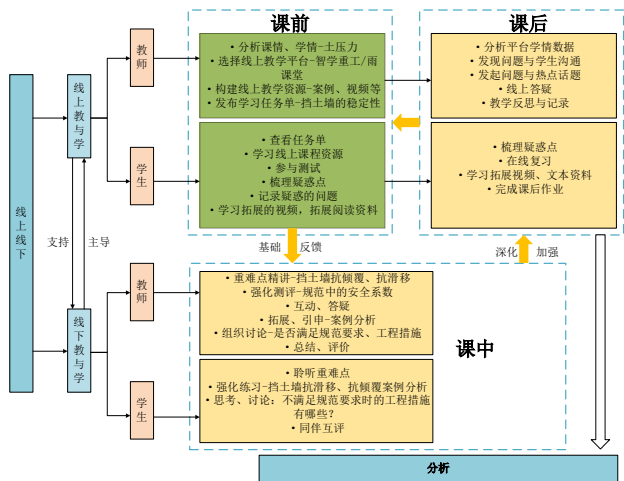 课前
课后
教师
• 分析课情、学情-土压力
• 选择线上教学平台-智学重工/雨
课堂
• 构建线上教学资源-案例、视频等
• 发布学习任务单-挡土墙的稳定性
• 分析平台学情数据
• 发现问题与学生沟通
• 发起问题与热点话题
• 线上答疑
• 教学反思与记录
线上教与学
学生
• 查看任务单
• 学习线上课程资源
• 参与测试
• 梳理疑惑点
• 记录疑惑的问题
• 学习拓展的视频，拓展阅读资料
• 梳理疑惑点
• 在线复习
• 学习拓展视频、文本资料
• 完成课后作业
线上线下
支持
主导
基础
反馈
深化
加强
教师
• 重难点精讲-挡土墙抗倾覆、抗滑移
• 强化测评-规范中的安全系数
• 互动、答疑
• 拓展、引申-案例分析
• 组织讨论-是否满足规范要求、工程措施
• 总结、评价
线下教与学
课中
学生
• 聆听重难点
• 强化练习-挡土墙抗滑移、抗倾覆案例分析
• 思考、讨论：不满足规范要求时的工程措施
有哪些？
• 同伴互评
分析